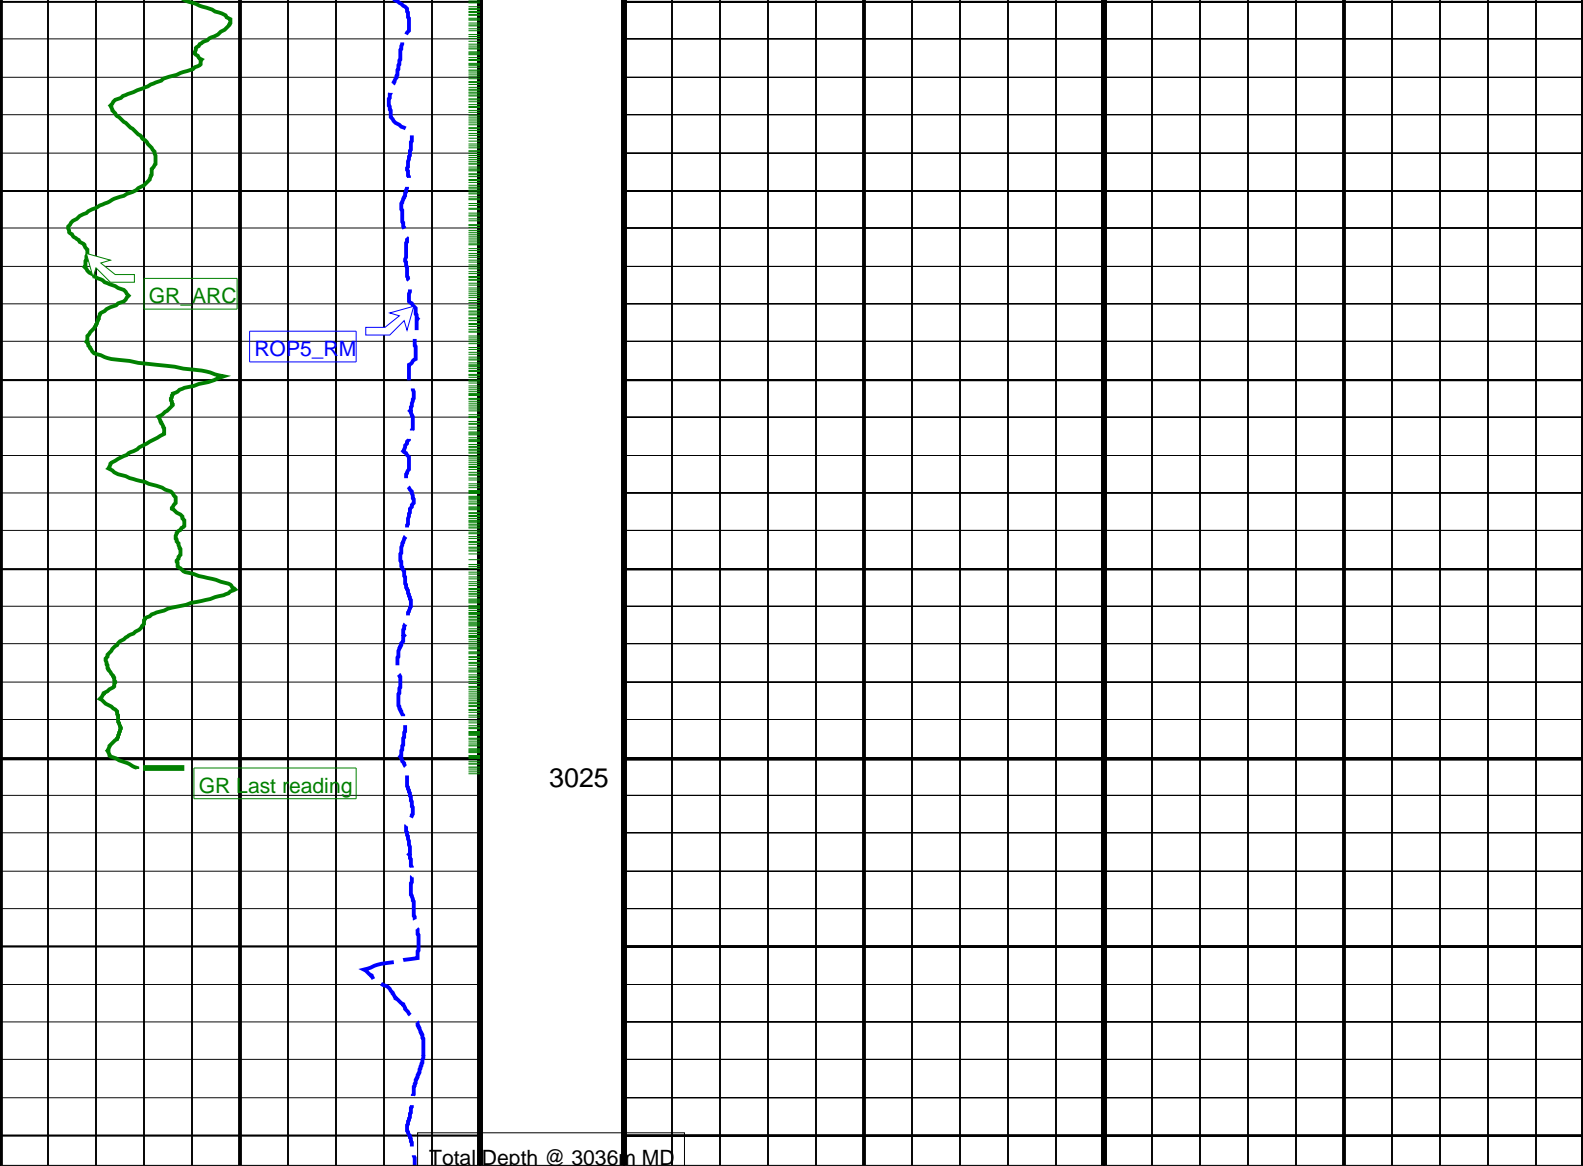 GR_ARC
ROP5_RM
GR Last reading
3025
Total Depth @ 3036m MD